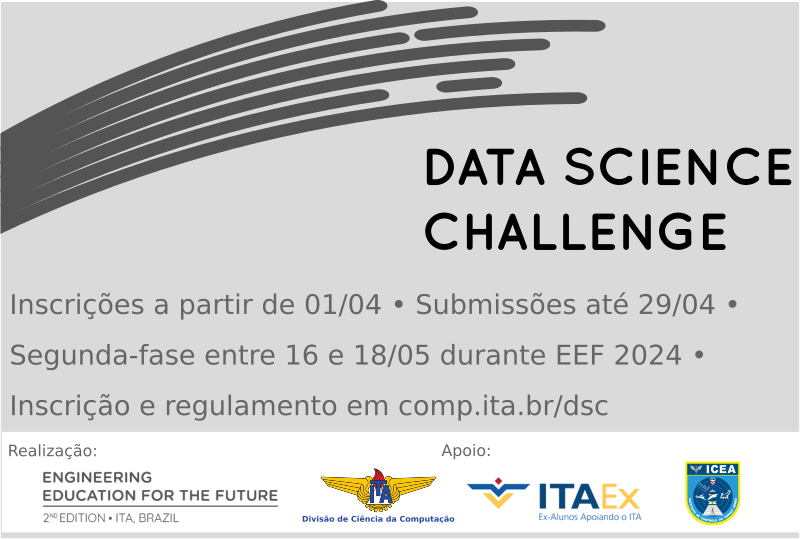 DATA SCIENCE
CHALLENGE
Inscrições a partir de 01/04 • Submissões até 29/04 •
Segunda-fase entre 16 e 18/05 durante EEF 2024 •
Inscrição e regulamento em comp.ita.br/dsc
Realização:
Apoio:
ENGINEERING
EDUCATION FOR THE FUTURE
2ND EDITION • ITA, BRAZIL
ITA
Divisão de Ciência da Computação
ITAEx
Ex-Alunos Apoiando o ITA
ICEA